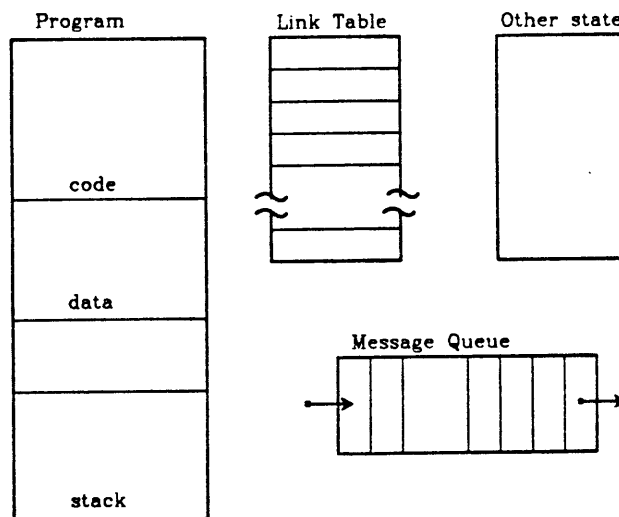 Program
Link Table
Other state
code
data
Message Queue
stack